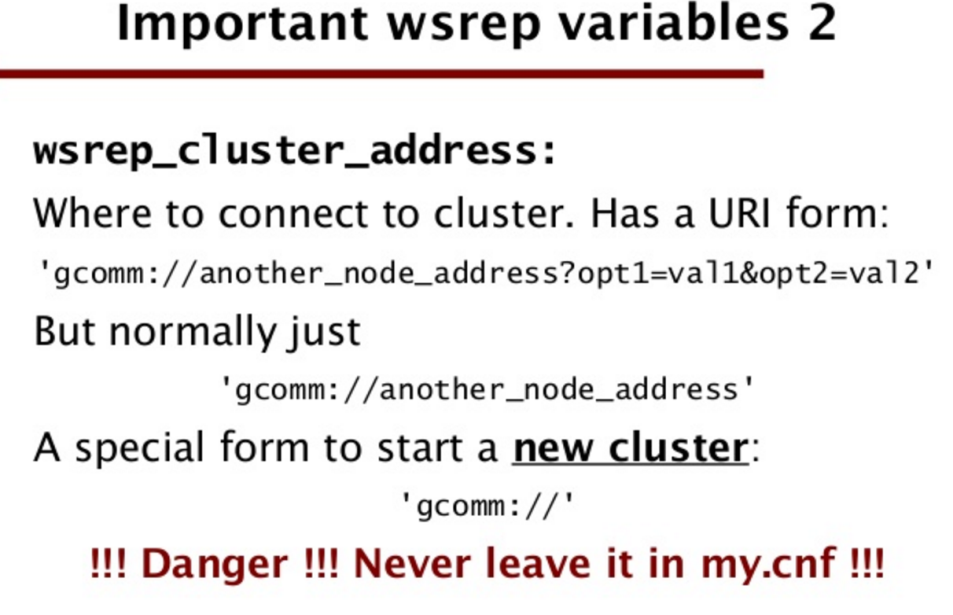 Important wsrep variables 2
wsrep_cluster_address:
Where to connect to cluster. Has a URI form:
'gcomm://another_node_address?opt1=val1&opt2=val2'
But normally just
'gcomm://another_node_address'
A special form to start a new cluster:
'gcomm://'
!!! Danger !!! Never leave it in my.cnf !!!